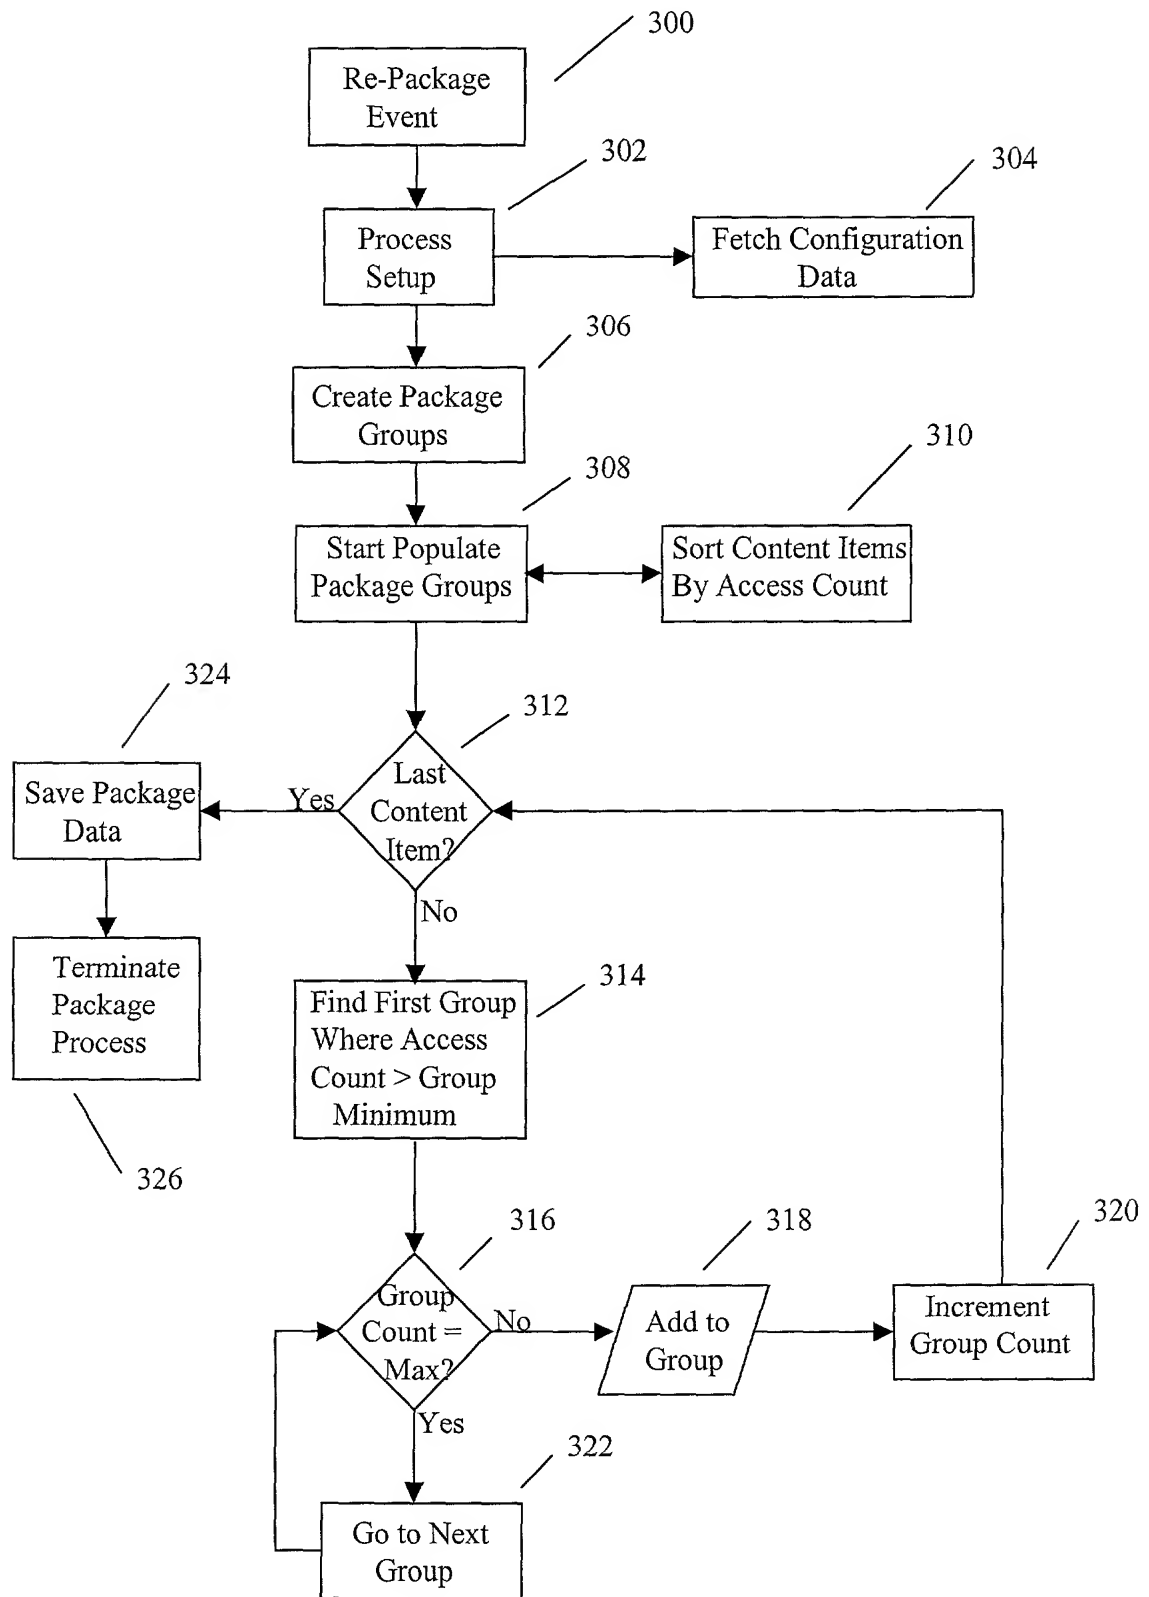 300
Re-Package
Event
302
304
Process
Setup
Fetch Configuration
Data
306
Create Package
Groups
310
308
Start Populate
Package Groups
Sort Content Items
By Access Count
324
312
Last
Content
Item?
Yes
Save Package
Data
No
Terminate
Package
Process
314
Find First Group
Where Access
Count > Group
Minimum
326
316
318
320
Group
Count =
Max?
No
Add to
Group
Increment
Group Count
Yes
322
Go to Next
Group